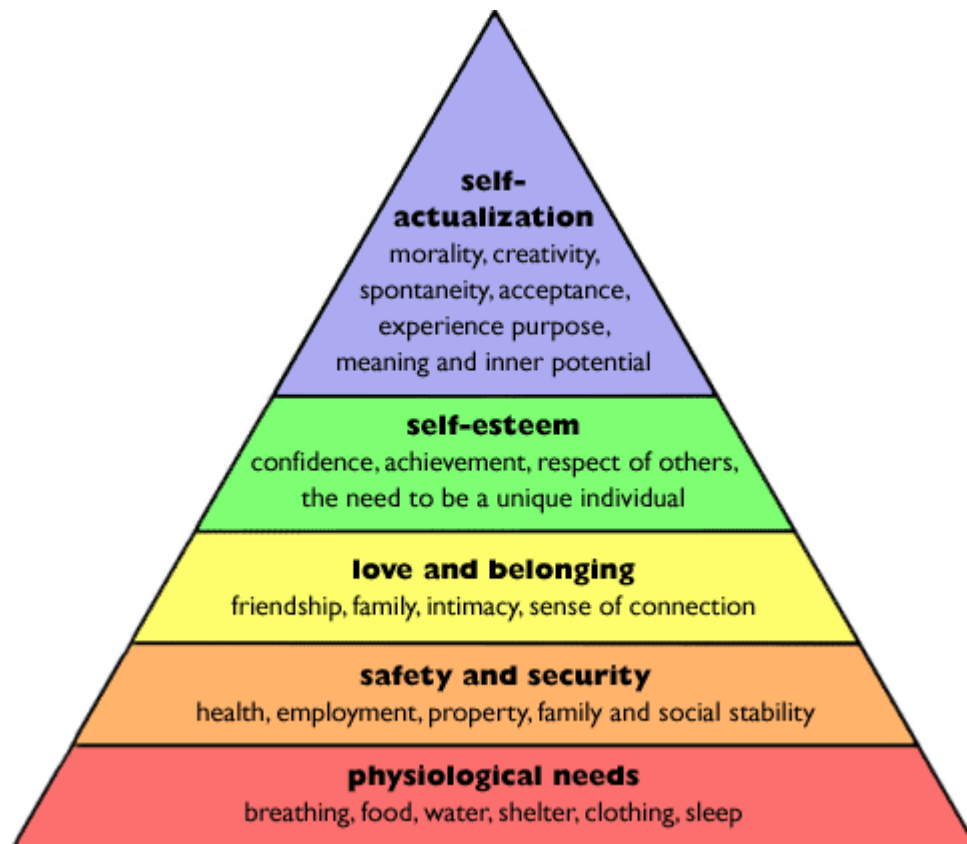 self-
actualization
morality, creativity,
spontaneity, acceptance,
experience purpose,
meaning and inner potential
self-esteem
confidence, achievement, respect of others,
the need to be a unique individual
love and belonging
friendship, family, intimacy, sense of connection
safety and security
health, employment, property, family and social stability
physiological needs
breathing, food, water, shelter, clothing, sleep